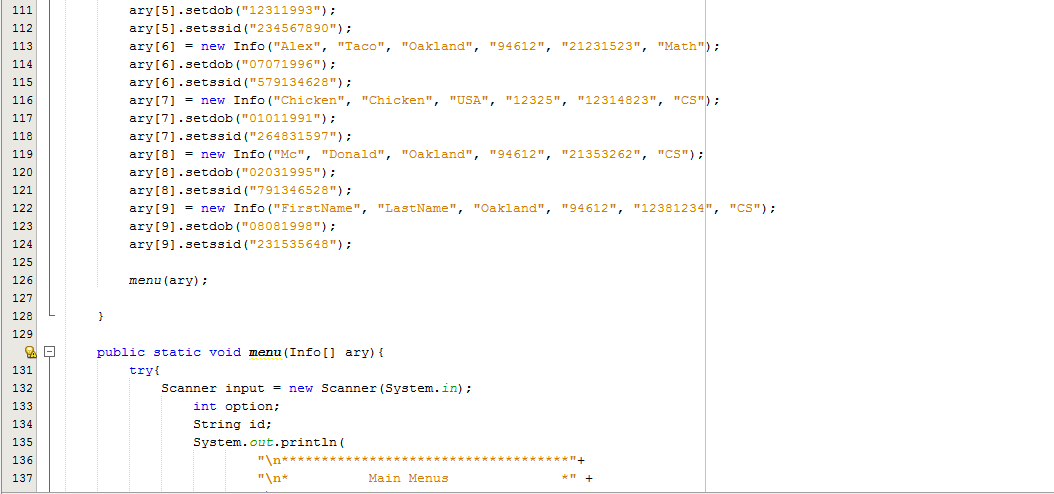 111 ary[5].setdob("12311993");
112 ary[5].setssid("234567890");
113 ary[6] = new Info("Alex", "Taco", "Oakland", "94612", "21231523", "Math");
114 ary[6].setdob("07071996");
115 ary[6].setssid("579134628");
116 ary[7] = new Info("Chicken", "Chicken", "USA", "12325", "12314823", "CS");
117 ary[7].setdob("01011991");
118 ary[7].setssid("264831597");
119 ary[8] = new Info("Mc", "Donald", "Oakland", "94612", "21353262", "CS");
120 ary[8].setdob("02031995");
121 ary[8].setssid("791346528");
122 ary[9] = new Info("FirstName", "LastName", "Oakland", "94612", "12381234", "CS");
123 ary[9].setdob("08081998");
124 ary[9].setssid("231535648");
125
126 menu(ary);
127
128 }
129
public static void menu(Info[] ary){
131 try{
132 Scanner input = new Scanner(System.in);
133 int option;
134 String id;
135 System.out.println(
136 "\n************************************"+
137 "\n* Main Menus *" +